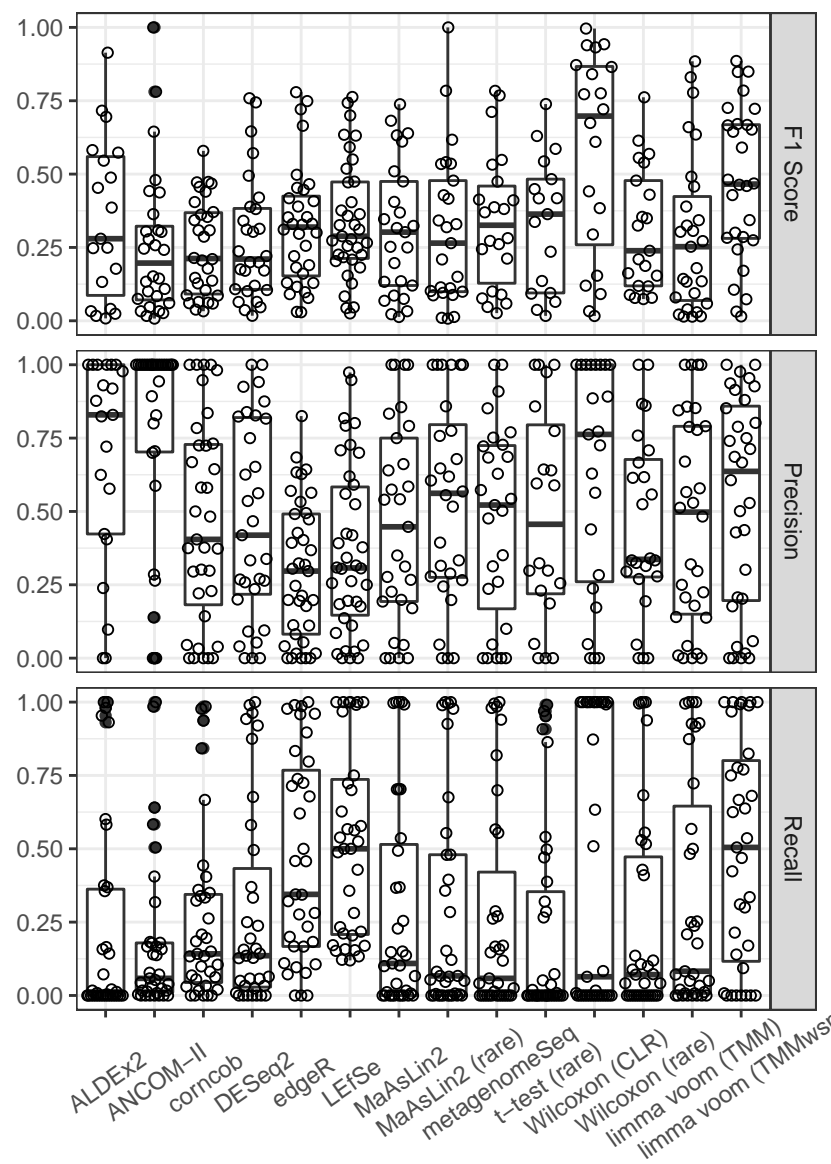 1.00
0.75
0.50
0.25
0.00
F1 Score
1.00
0.75
0.50
0.25
0.00
Precision
1.00
0.75
0.50
0.25
0.00
Recall
ALDEx2
ANCOM−II
corncob
DESeq2
edgeR
LEfSe
MaAsLin2
MaAsLin2 (rare)
metagenomeSeq
t−test (rare)
Wilcoxon (CLR)
Wilcoxon (rare)
limma voom (TMM)
limma voom